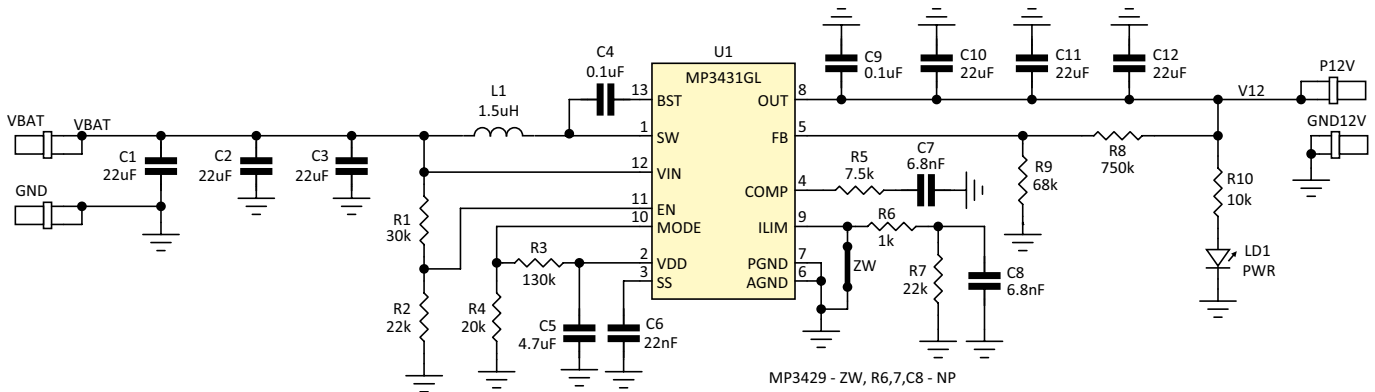 C9
0.1uF
C10
22uF
C11
22uF
C12
22uF
P12V
V12
GND12V
U1
MP3431GL
C4
0.1uF
13
BST
OUT
8
L1
1.5uH
VBAT
VBAT
1
SW
FB
5
R8
750k
C1
22uF
C2
22uF
C3
22uF
12
VIN
R5
7.5k
C7
6.8nF
R9
68k
R10
10k
COMP
4
GND
11
EN
10
MODE
ILIM
9
R6
1k
R1
30k
R3
130k
2
VDD
3
SS
PGND
7
AGND
6
ZW
R7
22k
C8
6.8nF
LD1
PWR
R2
22k
R4
20k
C5
4.7uF
C6
22nF
MP3429 - ZW, R6,7,C8 - NP